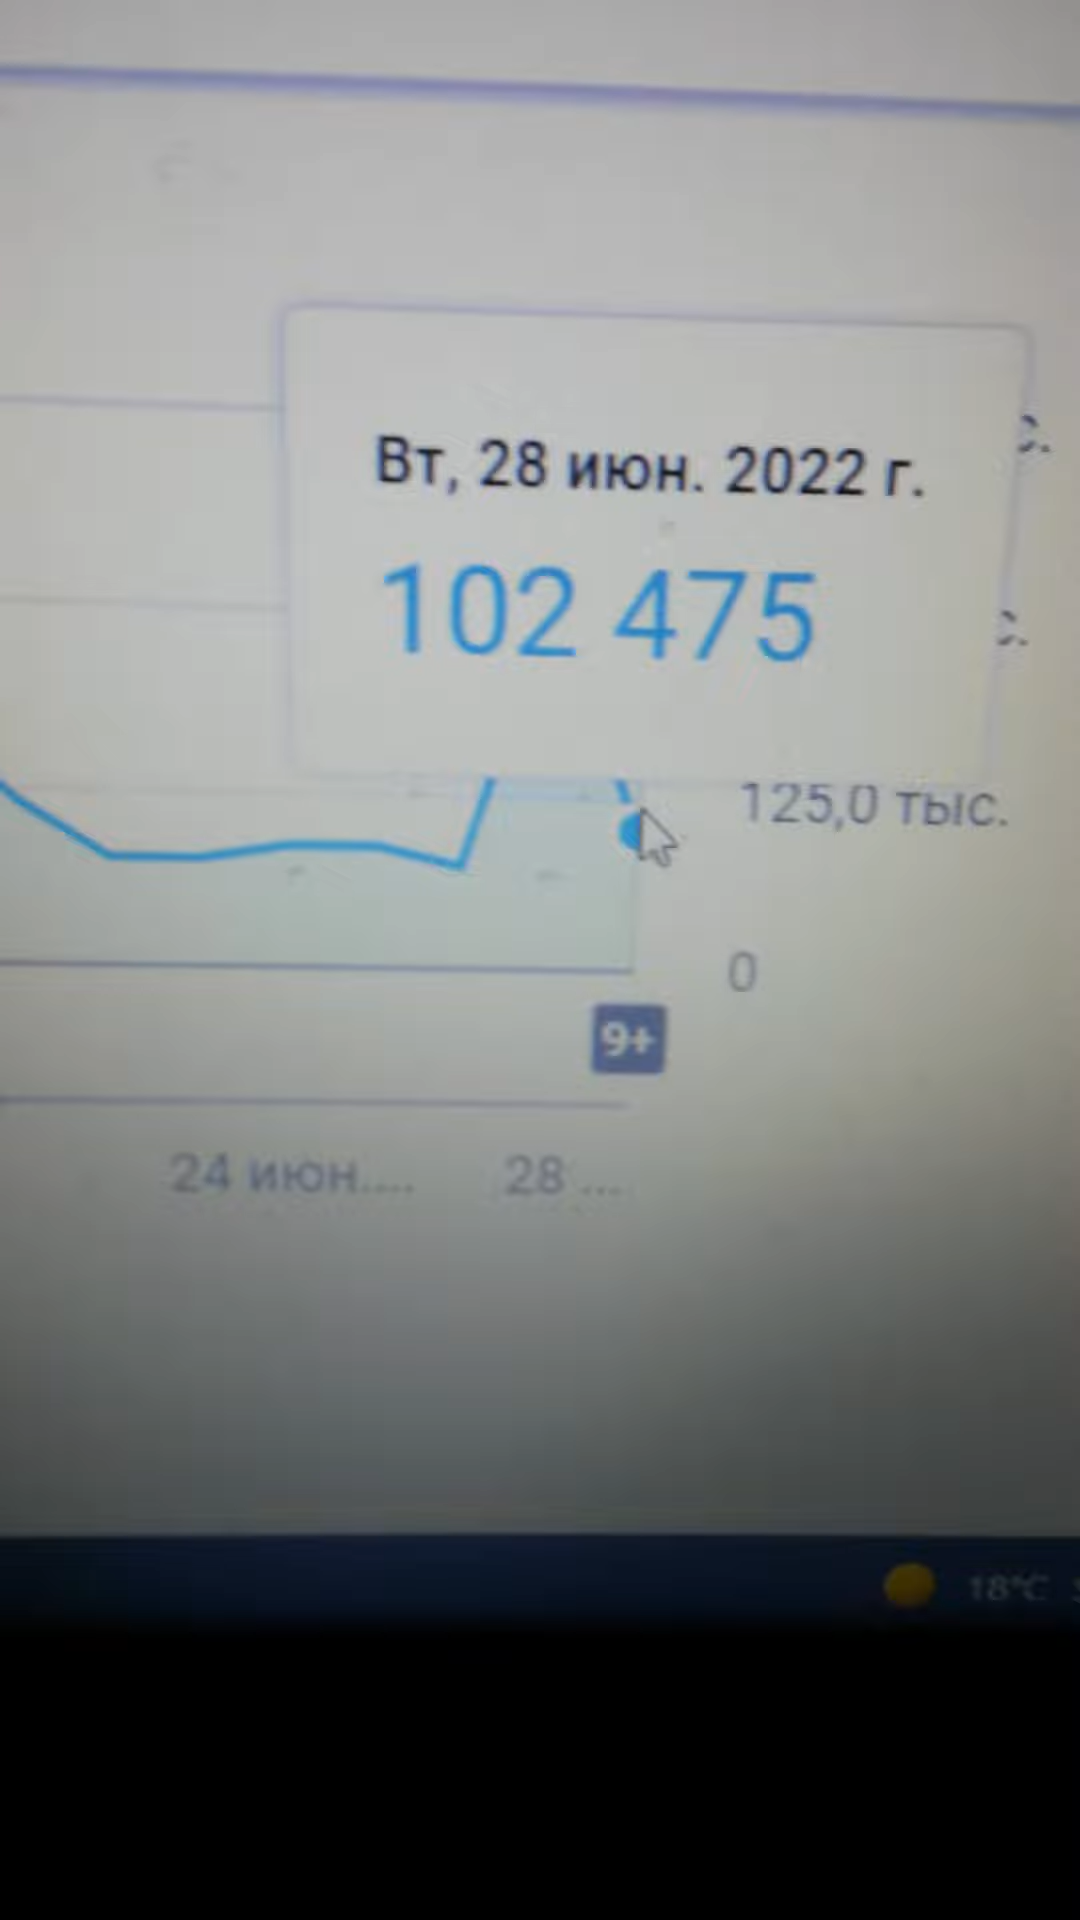 Вт, 28 июн. 2022 г.
102 475
125,0 тыс.
0
9+
24 июн....
28 ...
18°C